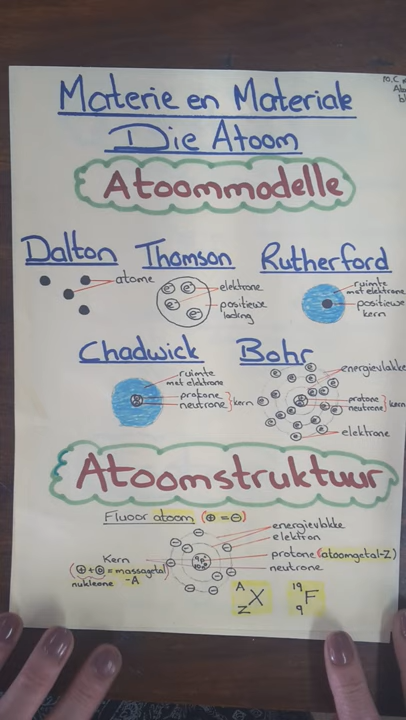 Materie en Materiale
Die Atoom
Atoommodelle
Dalton
atome
Thomson
elektrone
positiewe
lading
Rutherford
ruimte
met elektrone
positiewe
kern
Chadwick
ruimte
met elektrone
protone
neutrone
kern
Bohr
energievlakke
protone
neutrone
kern
elektrone
Atoomstruktuur
Fluoor atoom (⊕ = ⊖)
energievlakke
elektron
protone (atoomgetal-Z)
neutrone
Kern
= massagetal
nukleone -A
A
X
Z
19
F
9